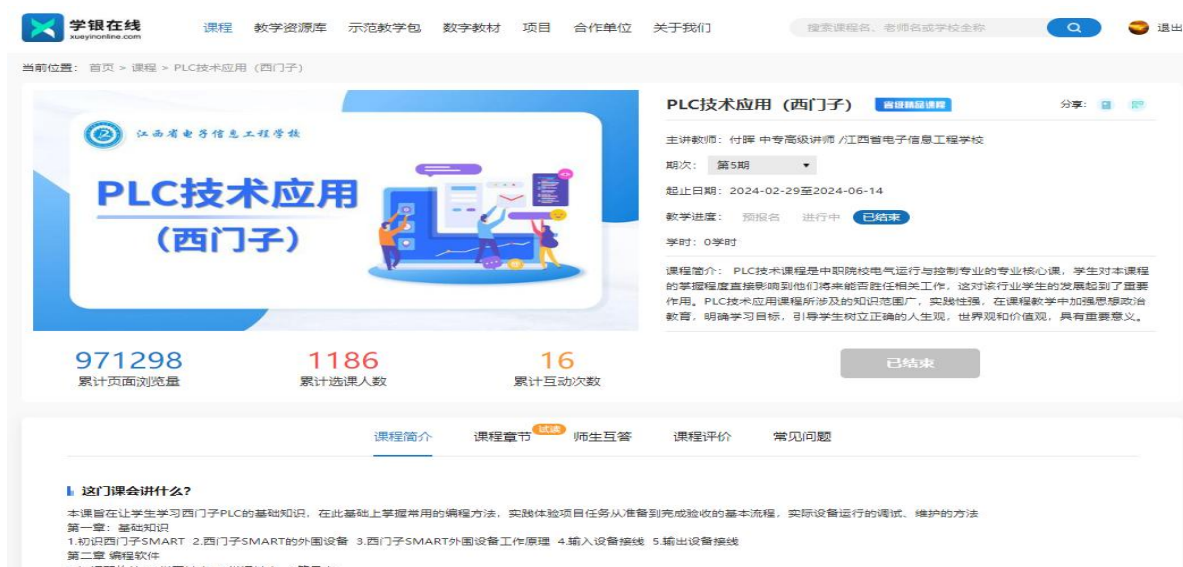 学银在线
xueyinonline.com
课程 教学资源库 示范教学包 数字教材 项目 合作单位 关于我们
搜索课程名、老师名或学校全称
退出
当前位置: 首页 > 课程 > PLC技术应用（西门子）
江西省电子信息工程学校
PLC技术应用
（西门子）
PLC技术应用（西门子） 省级精品课程 分享:
主讲教师: 付晖 中专高级讲师 /江西省电子信息工程学校
期次: 第5期
起止日期: 2024-02-29至2024-06-14
教学进度: 预报名 进行中 已结束
学时: 0学时
课程简介: PLC技术课程是中职院校电气运行与控制专业的专业核心课，学生对本课程
的掌握程度直接影响到他们将来能否胜任相关工作，这对该行业学生的发展起到了重要
作用。PLC技术应用课程所涉及的知识范围广，实践性强，在课程教学中加强思想政治
教育，明确学习目标，引导学生树立正确的人生观，世界观和价值观，具有重要意义。
971298 1186 16
累计页面浏览量 累计选课人数 累计互动次数
已结束
课程简介 课程章节 试读 师生互答 课程评价 常见问题
这门课会讲什么?
本课旨在让学生学习西门子PLC的基础知识，在此基础上掌握常用的编程方法，实践体验项目任务从准备到完成验收的基本流程，实际设备运行的调试、维护的方法
第一章：基础知识
1.初识西门子SMART 2.西门子SMART的外围设备 3.西门子SMART外围设备工作原理 4.输入设备接线 5.输出设备接线
第二章 编程软件